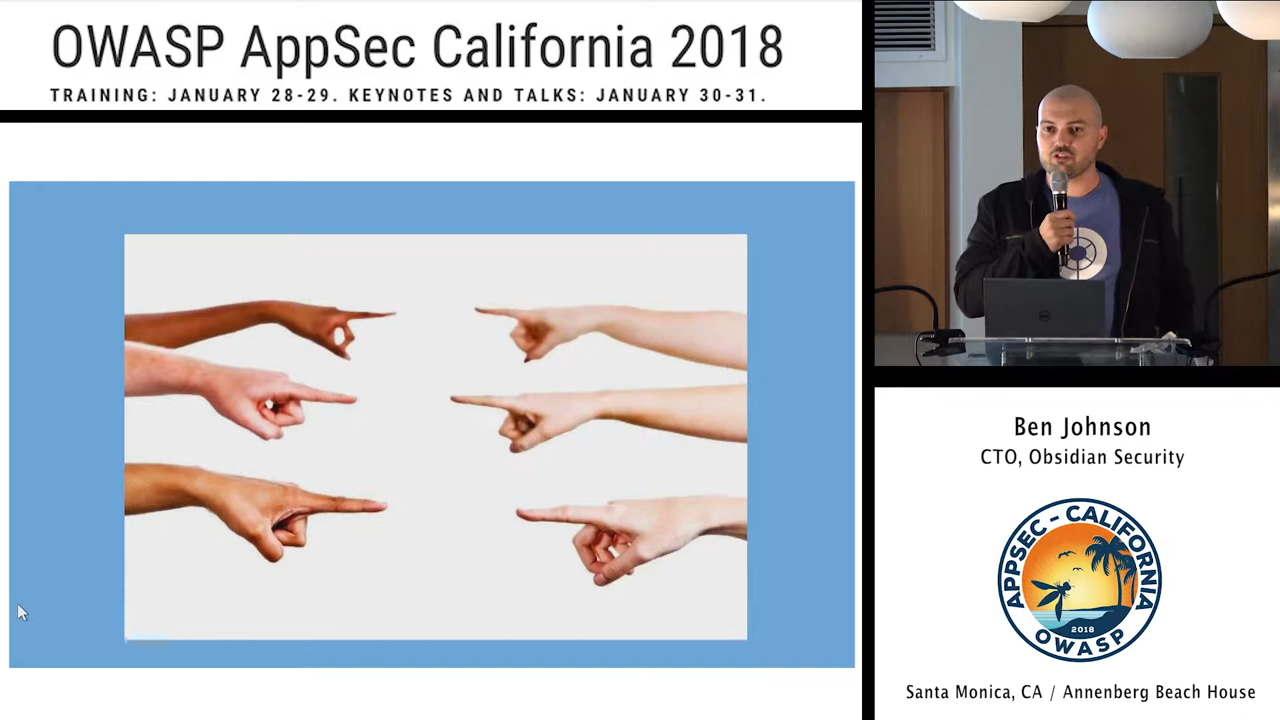 OWASP AppSec California 2018
TRAINING: JANUARY 28-29. KEYNOTES AND TALKS: JANUARY 30-31.
DELL
Ben Johnson
CTO, Obsidian Security
APPSEC - CALIFORNIA
2018
OWASP
Santa Monica, CA / Annenberg Beach House